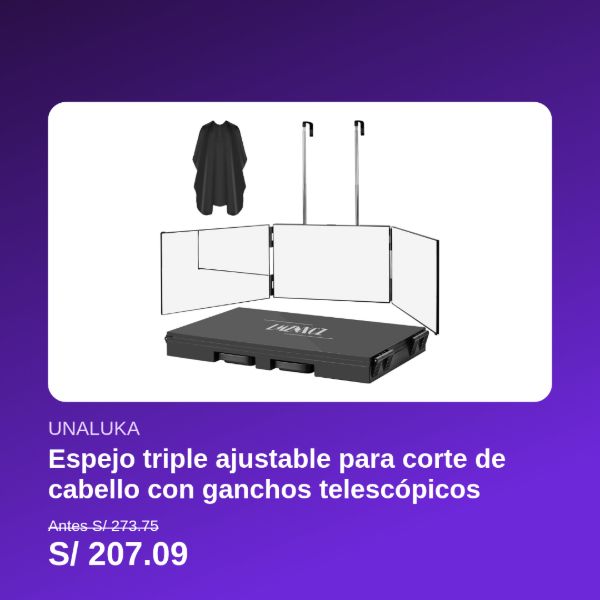 UNALUKA
Espejo triple ajustable para corte de
cabello con ganchos telescópicos
Antes S/ 273.75
S/ 207.09